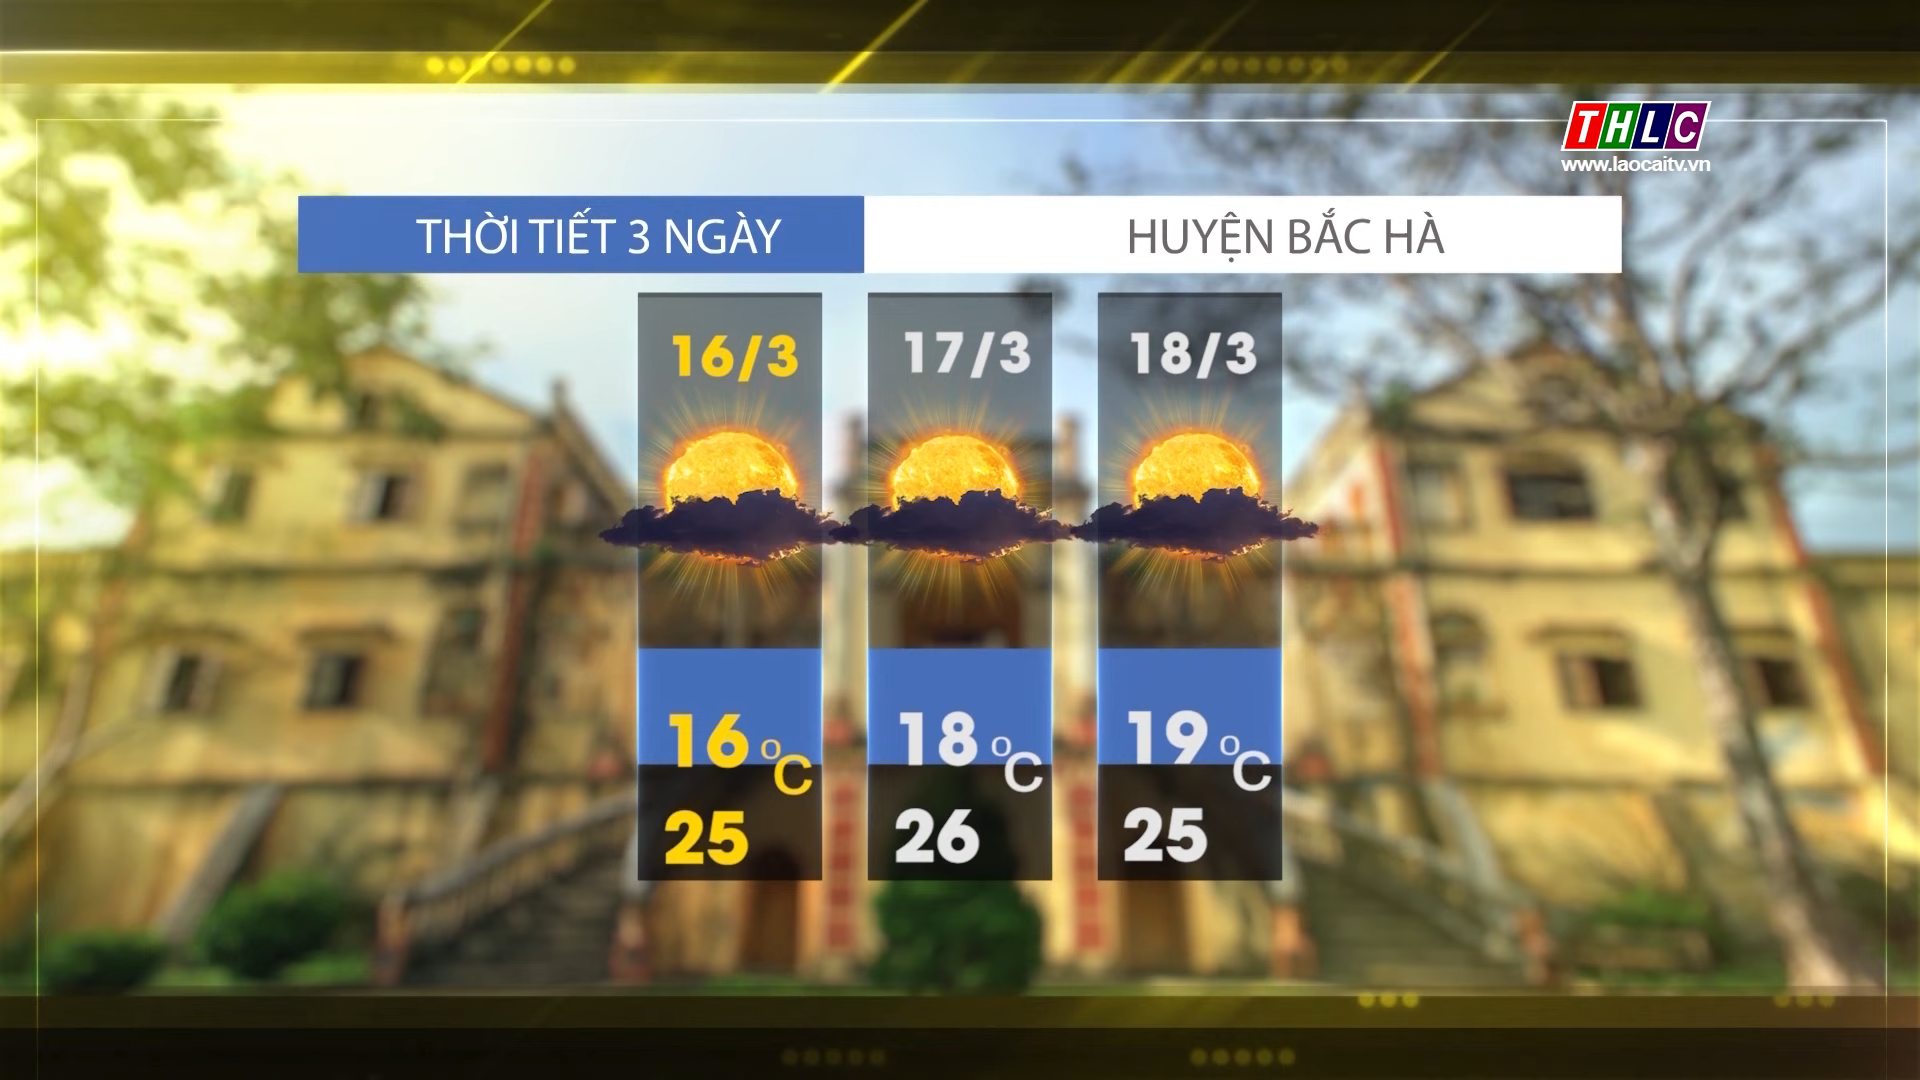 THLC
www.laocaitv.vn
THỜI TIẾT 3 NGÀY HUYỆN BẮC HÀ
16/3 17/3 18/3
16 °C 18 °C 19 °C
25 26 25